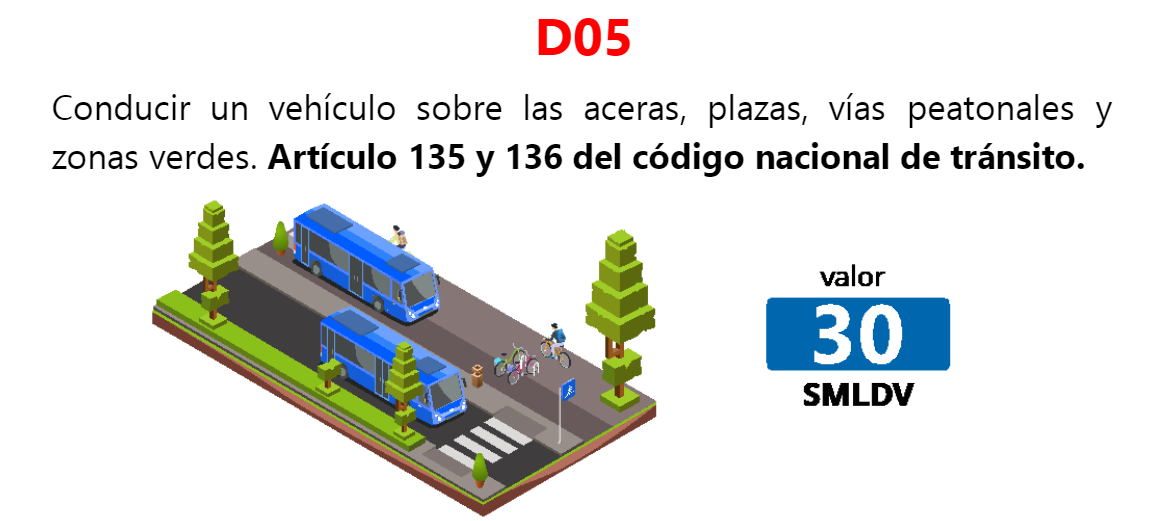 D05
Conducir un vehículo sobre las aceras, plazas, vías peatonales y
zonas verdes. Artículo 135 y 136 del código nacional de tránsito.
valor
30
SMLDV